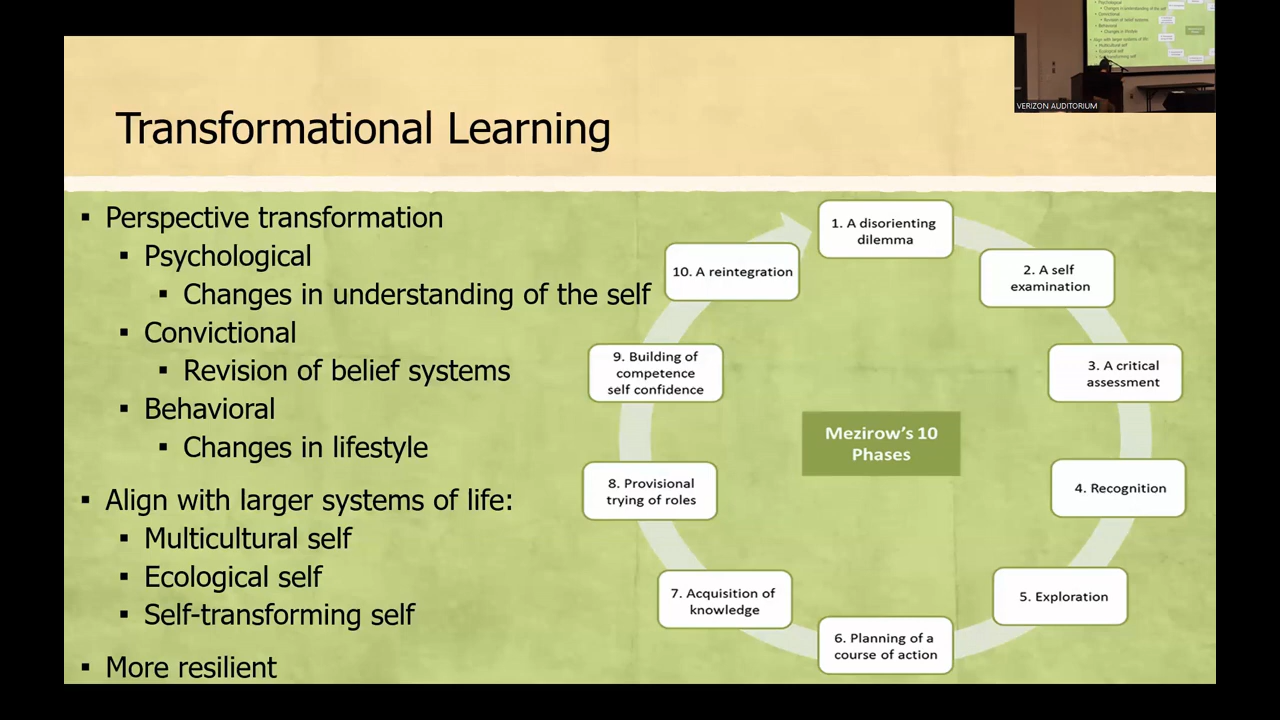 Transformational Learning
▪ Perspective transformation
▪ Psychological
▪ Changes in understanding of the self
▪ Convictional
▪ Revision of belief systems
▪ Behavioral
▪ Changes in lifestyle
▪ Align with larger systems of life:
▪ Multicultural self
▪ Ecological self
▪ Self-transforming self
▪ More resilient
1. A disorienting
dilemma
2. A self
examination
3. A critical
assessment
4. Recognition
5. Exploration
6. Planning of a
course of action
7. Acquisition of
knowledge
8. Provisional
trying of roles
9. Building of
competence
self confidence
10. A reintegration
Mezirow's 10
Phases
VERIZON AUDITORIUM